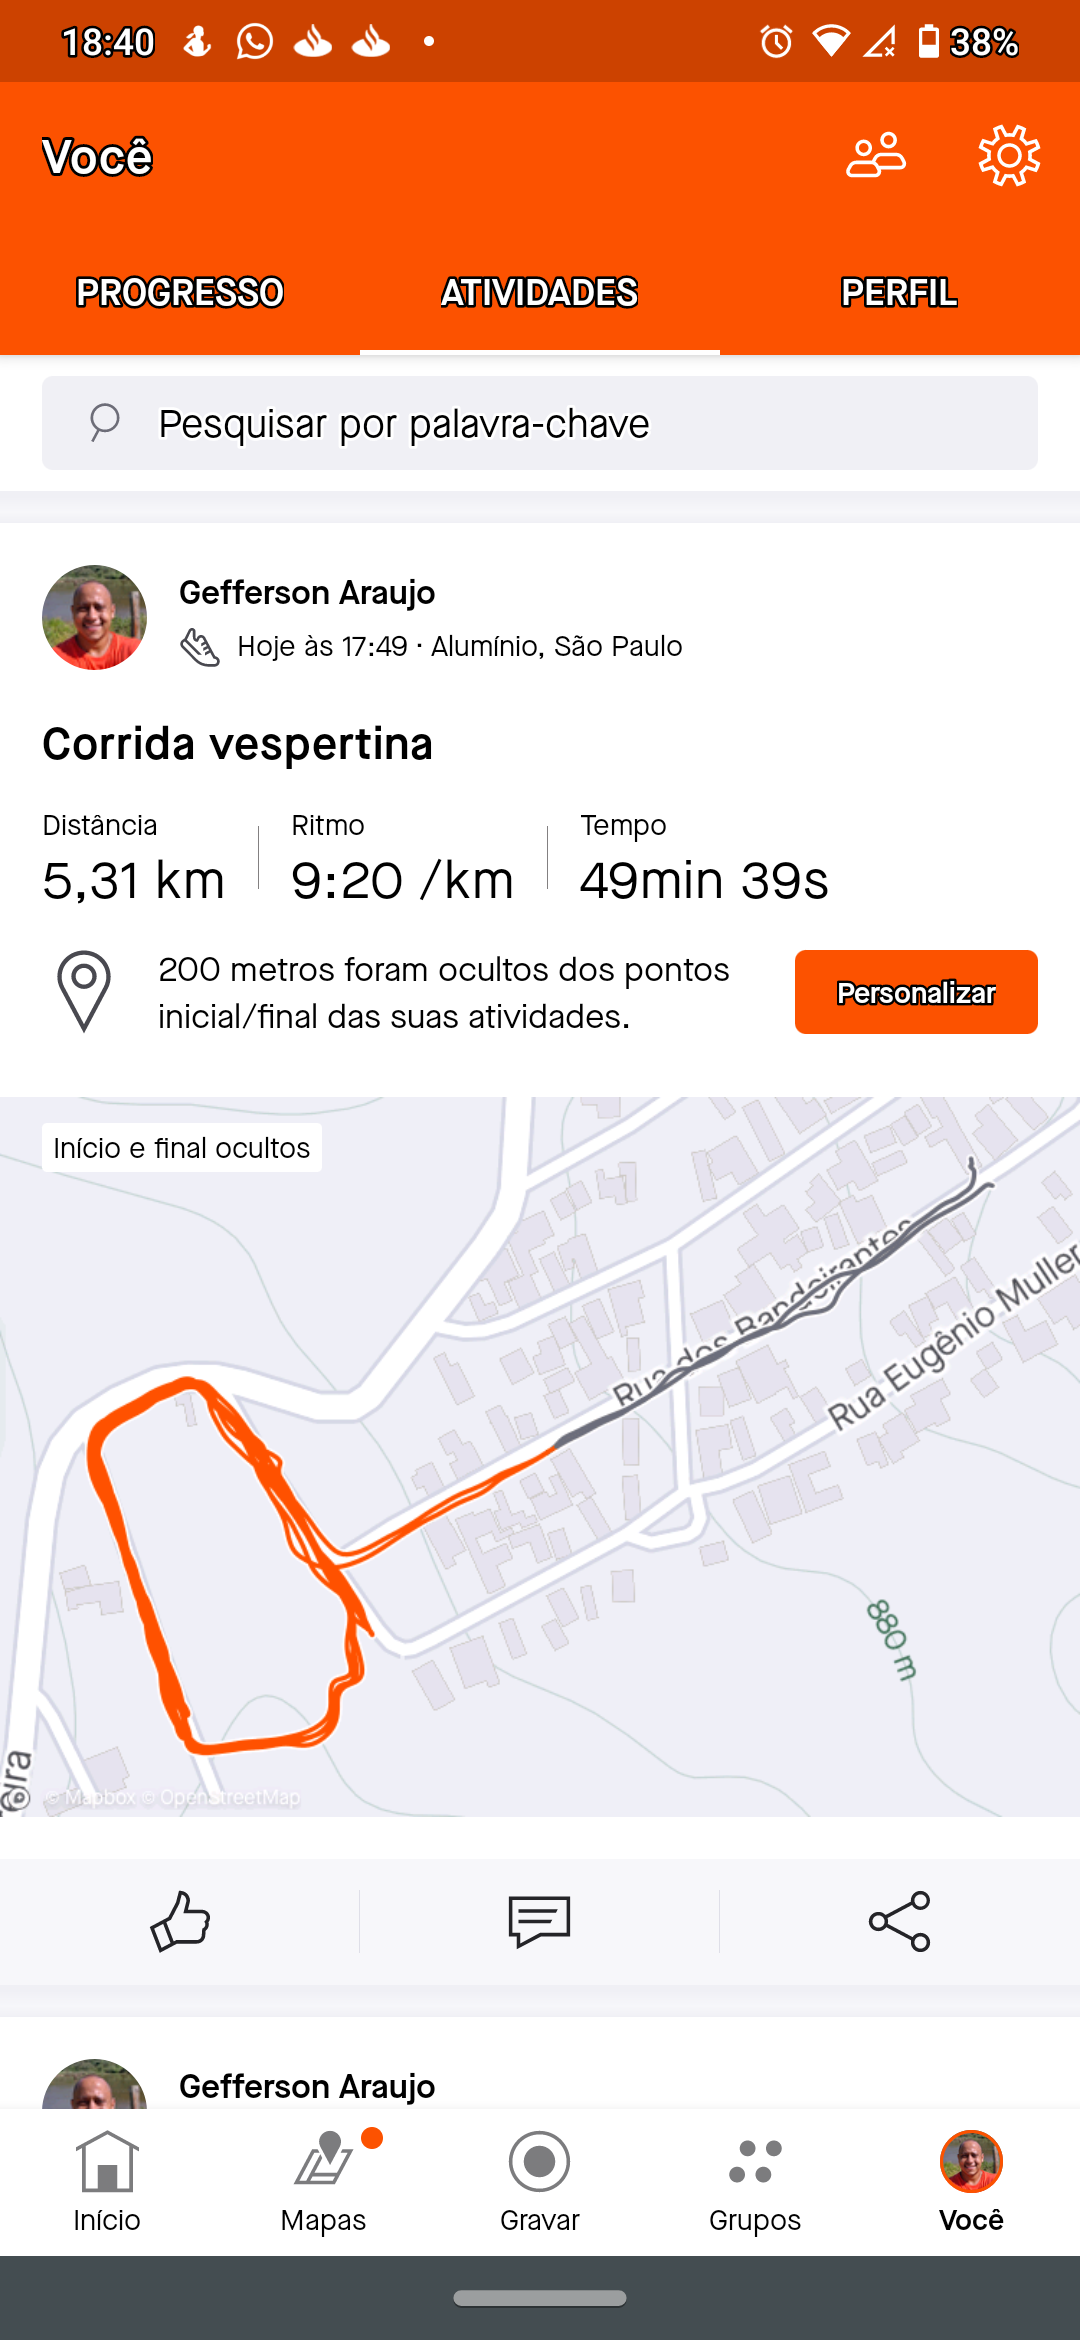 18:40
38%
Você
PROGRESSO
ATIVIDADES
PERFIL
Pesquisar por palavra-chave
Gefferson Araujo
Hoje às 17:49 · Alumínio, São Paulo
Corrida vespertina
Distância
Ritmo
Tempo
5,31 km
9:20 /km
49min 39s
200 metros foram ocultos dos pontos
inicial/final das suas atividades.
Personalizar
Início e final ocultos
Rua dos Bandeirantes
Rua Eugênio Muller
880 m
© Mapbox © OpenStreetMap
Gefferson Araujo
Início
Mapas
Gravar
Grupos
Você